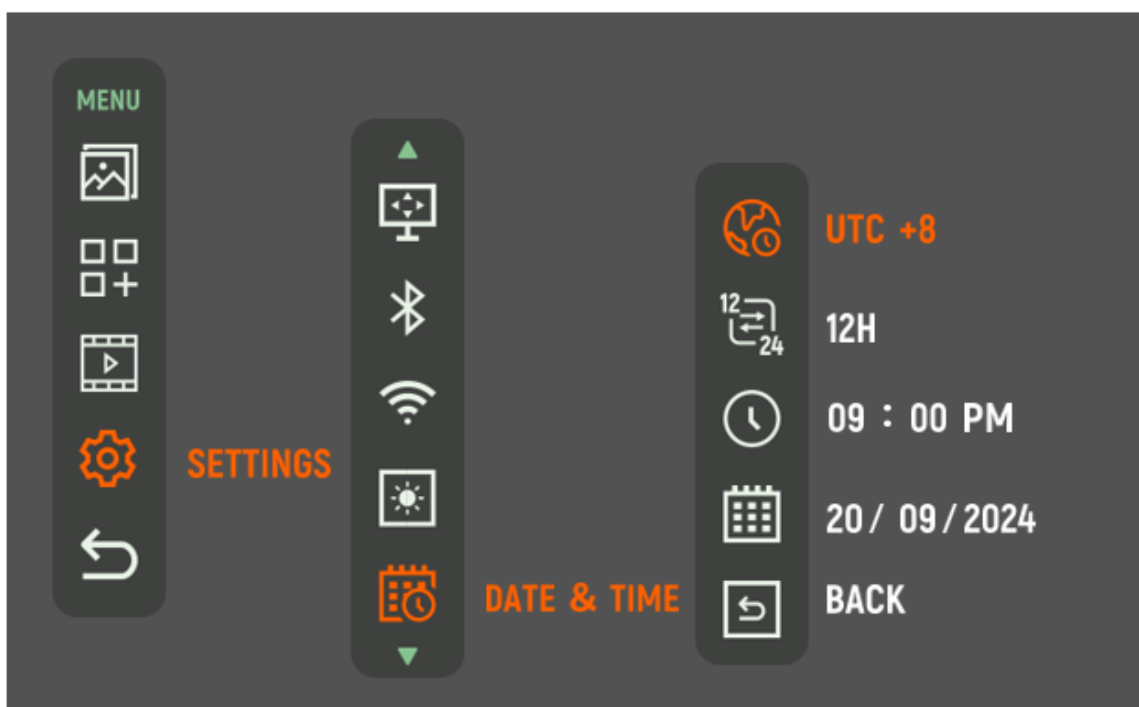 MENU
SETTINGS
DATE & TIME
UTC +8
12
24
12H
09 : 00 PM
20/ 09/2024
BACK